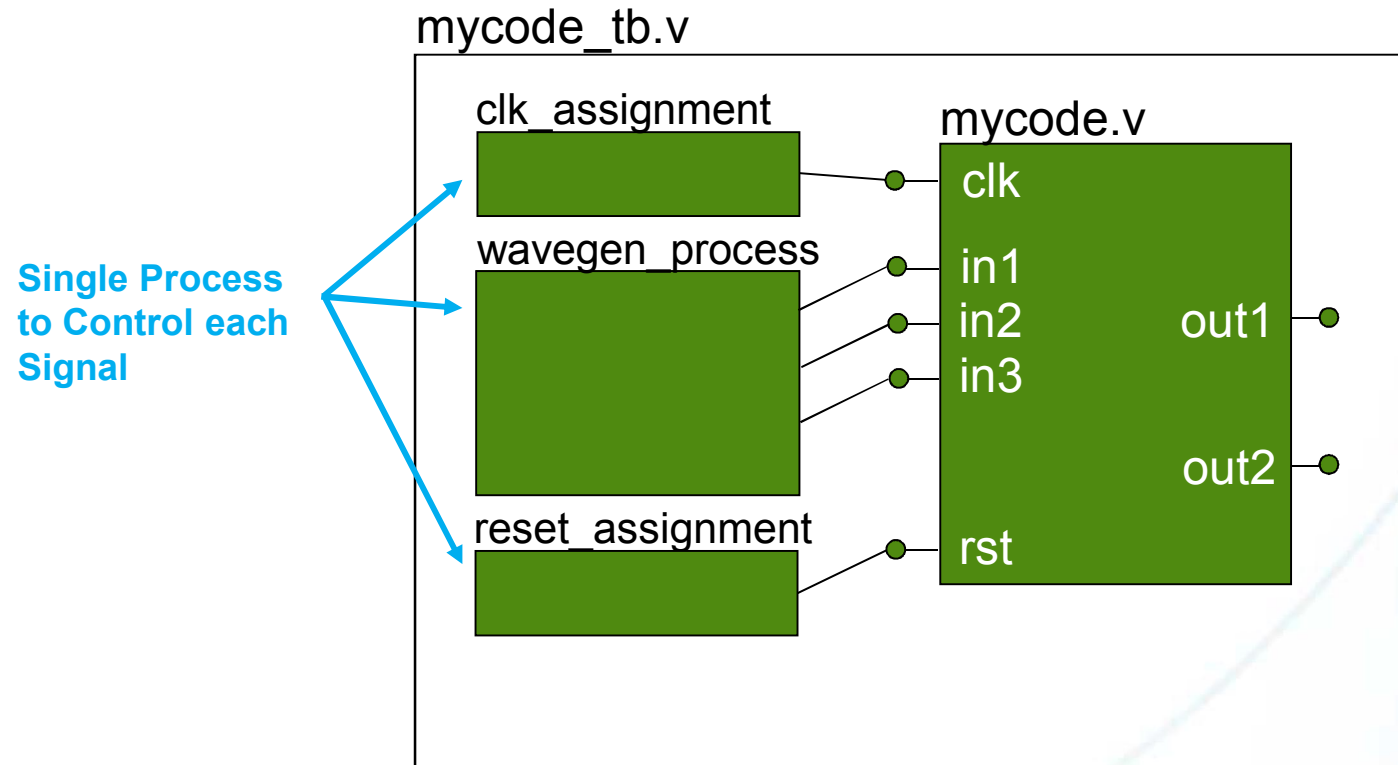 mycode_tb.v
clk_assignment
mycode.v
clk
wavegen_process
in1
Single Process
to Control each
Signal
in2
out1
in3
out2
reset_assignment
rst